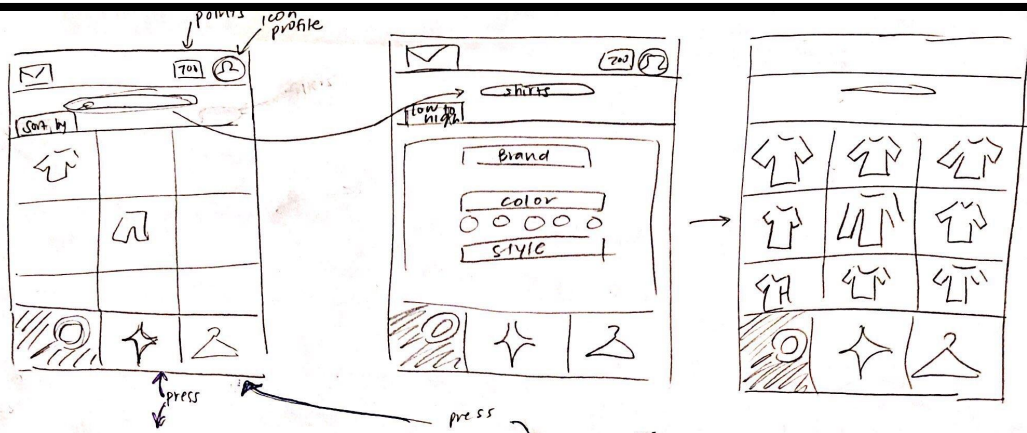 points
icon
profile
700
Sort by
700
shirts
low to
high
Brand
color
style
press
press